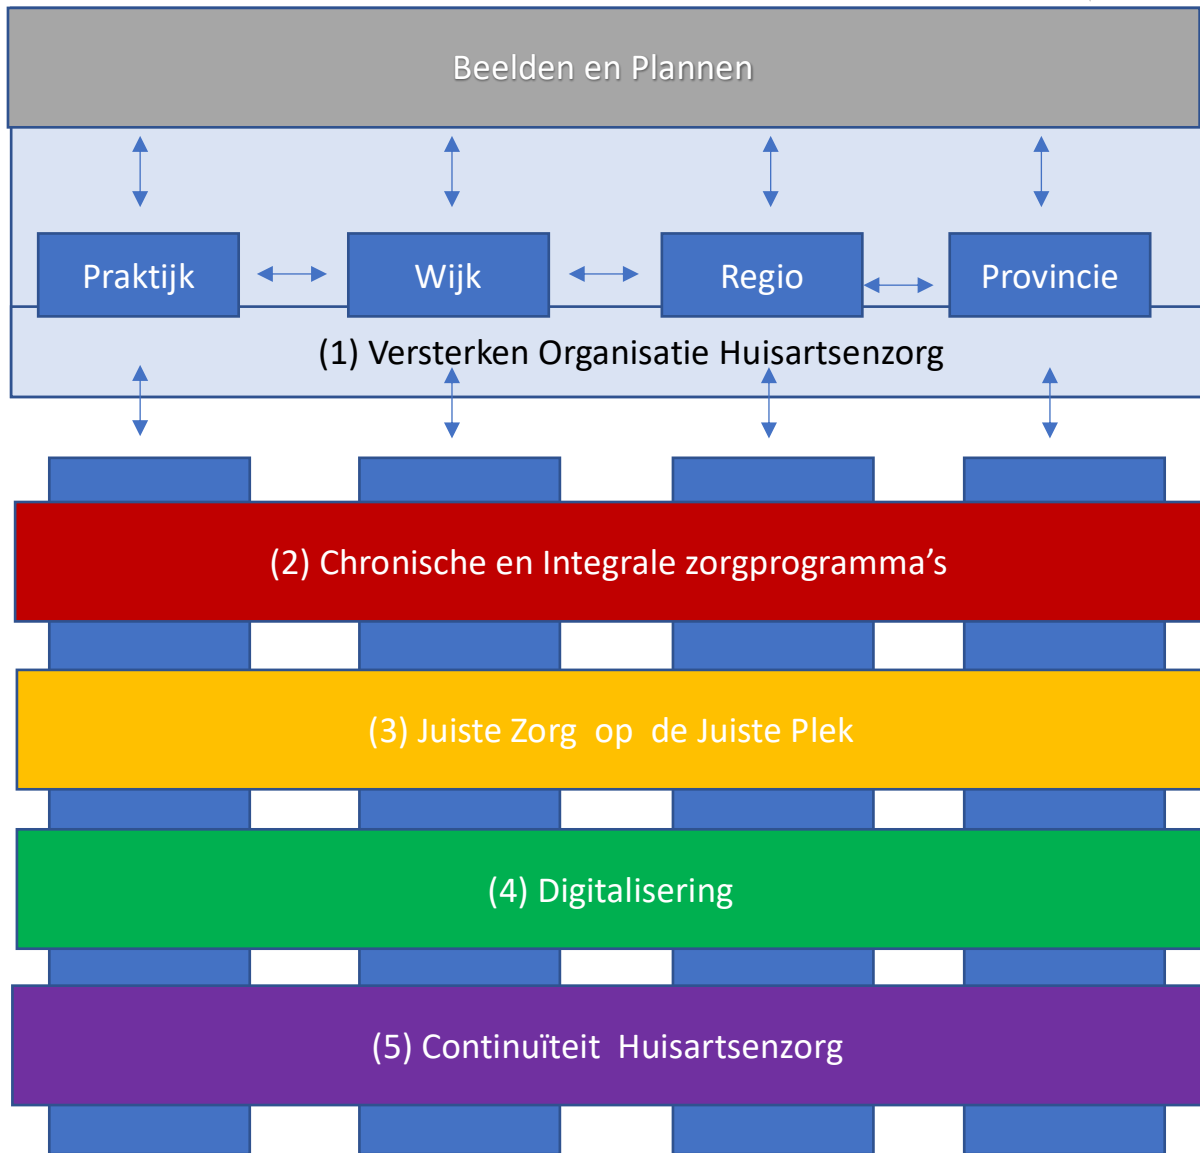 Beelden en Plannen
Praktijk
Wijk
Regio
Provincie
(1) Versterken Organisatie Huisartsenzorg
(2) Chronische en Integrale zorgprogramma’s
(3) Juiste Zorg  op  de Juiste Plek
(4) Digitalisering
(5) Continuïteit  Huisartsenzorg